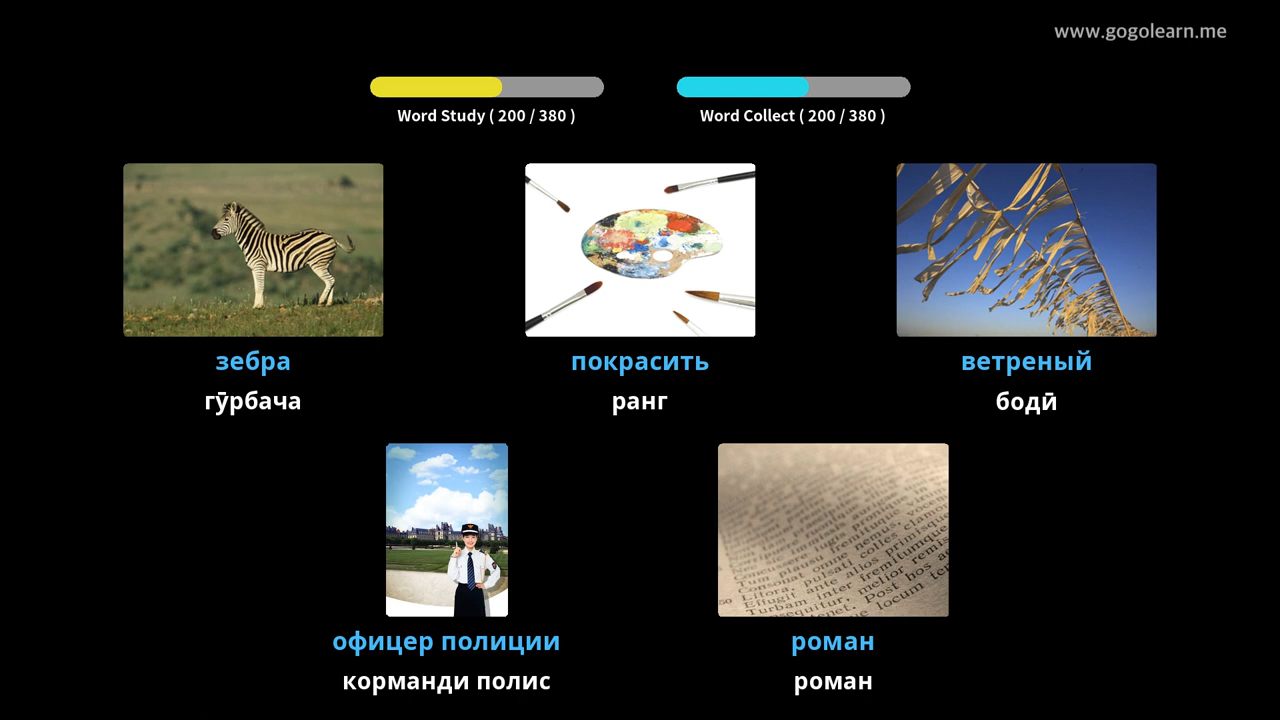 www.gogolearn.me
Word Study ( 200 / 380 )
Word Collect ( 200 / 380 )
зебра
гӯрбача
покрасить
ранг
ветреный
бодӣ
офицер полиции
корманди полис
роман
роман